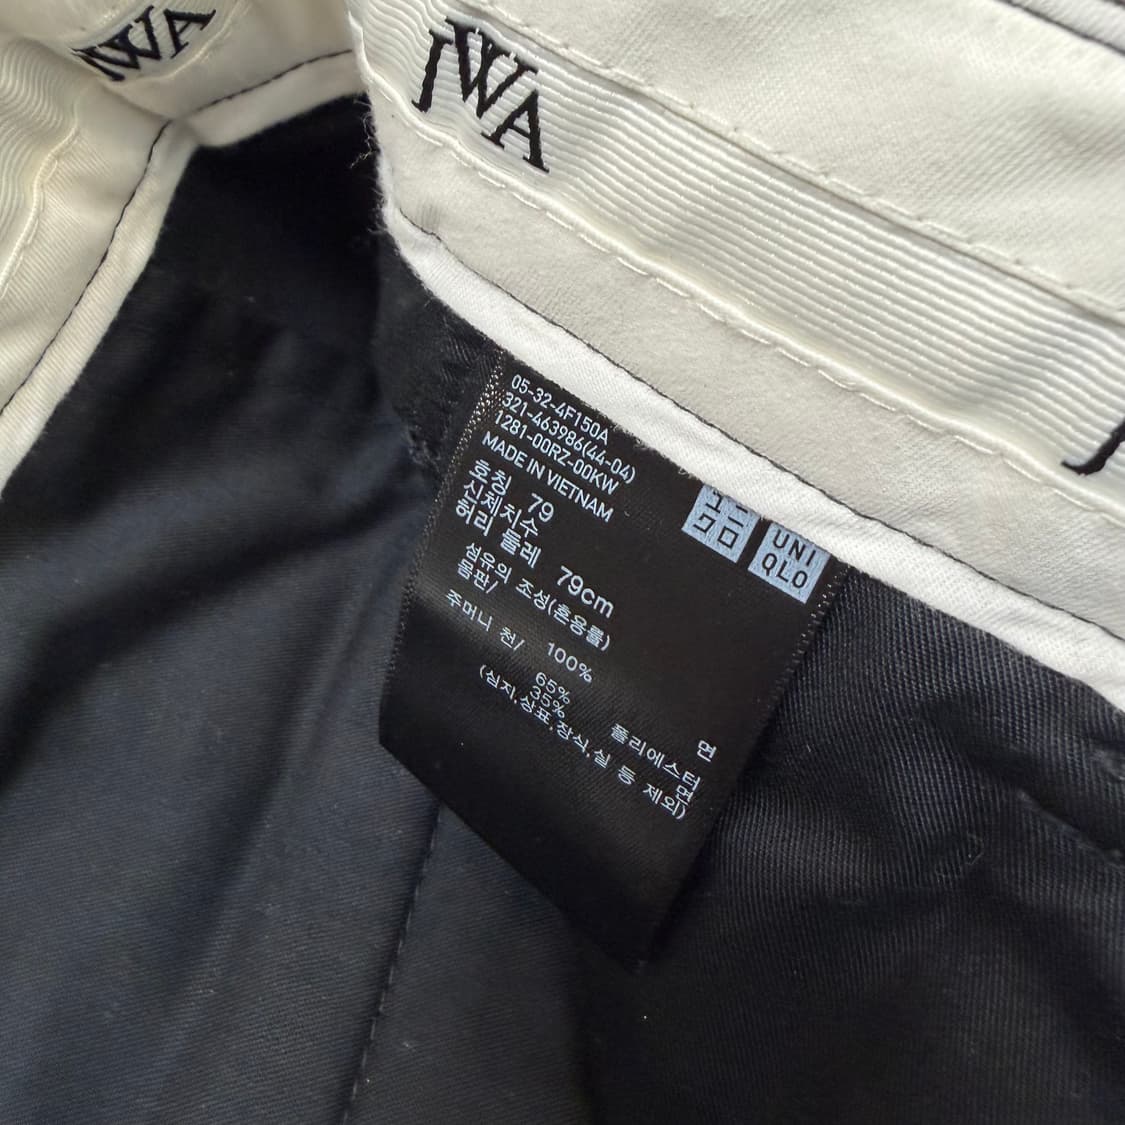 JWA
JWA
05-32-4F150A
321-463986(44-04)
1281-00RZ-00KW
MADE IN VIETNAM
UNI
QLO
호칭 79
신체치수
허리 둘레 79cm
섬유의 조성(혼용률)
몸판/
100% 면
주머니 천/
65% 폴리에스터
35% 면
(심지,상표,장식,실 등 제외)